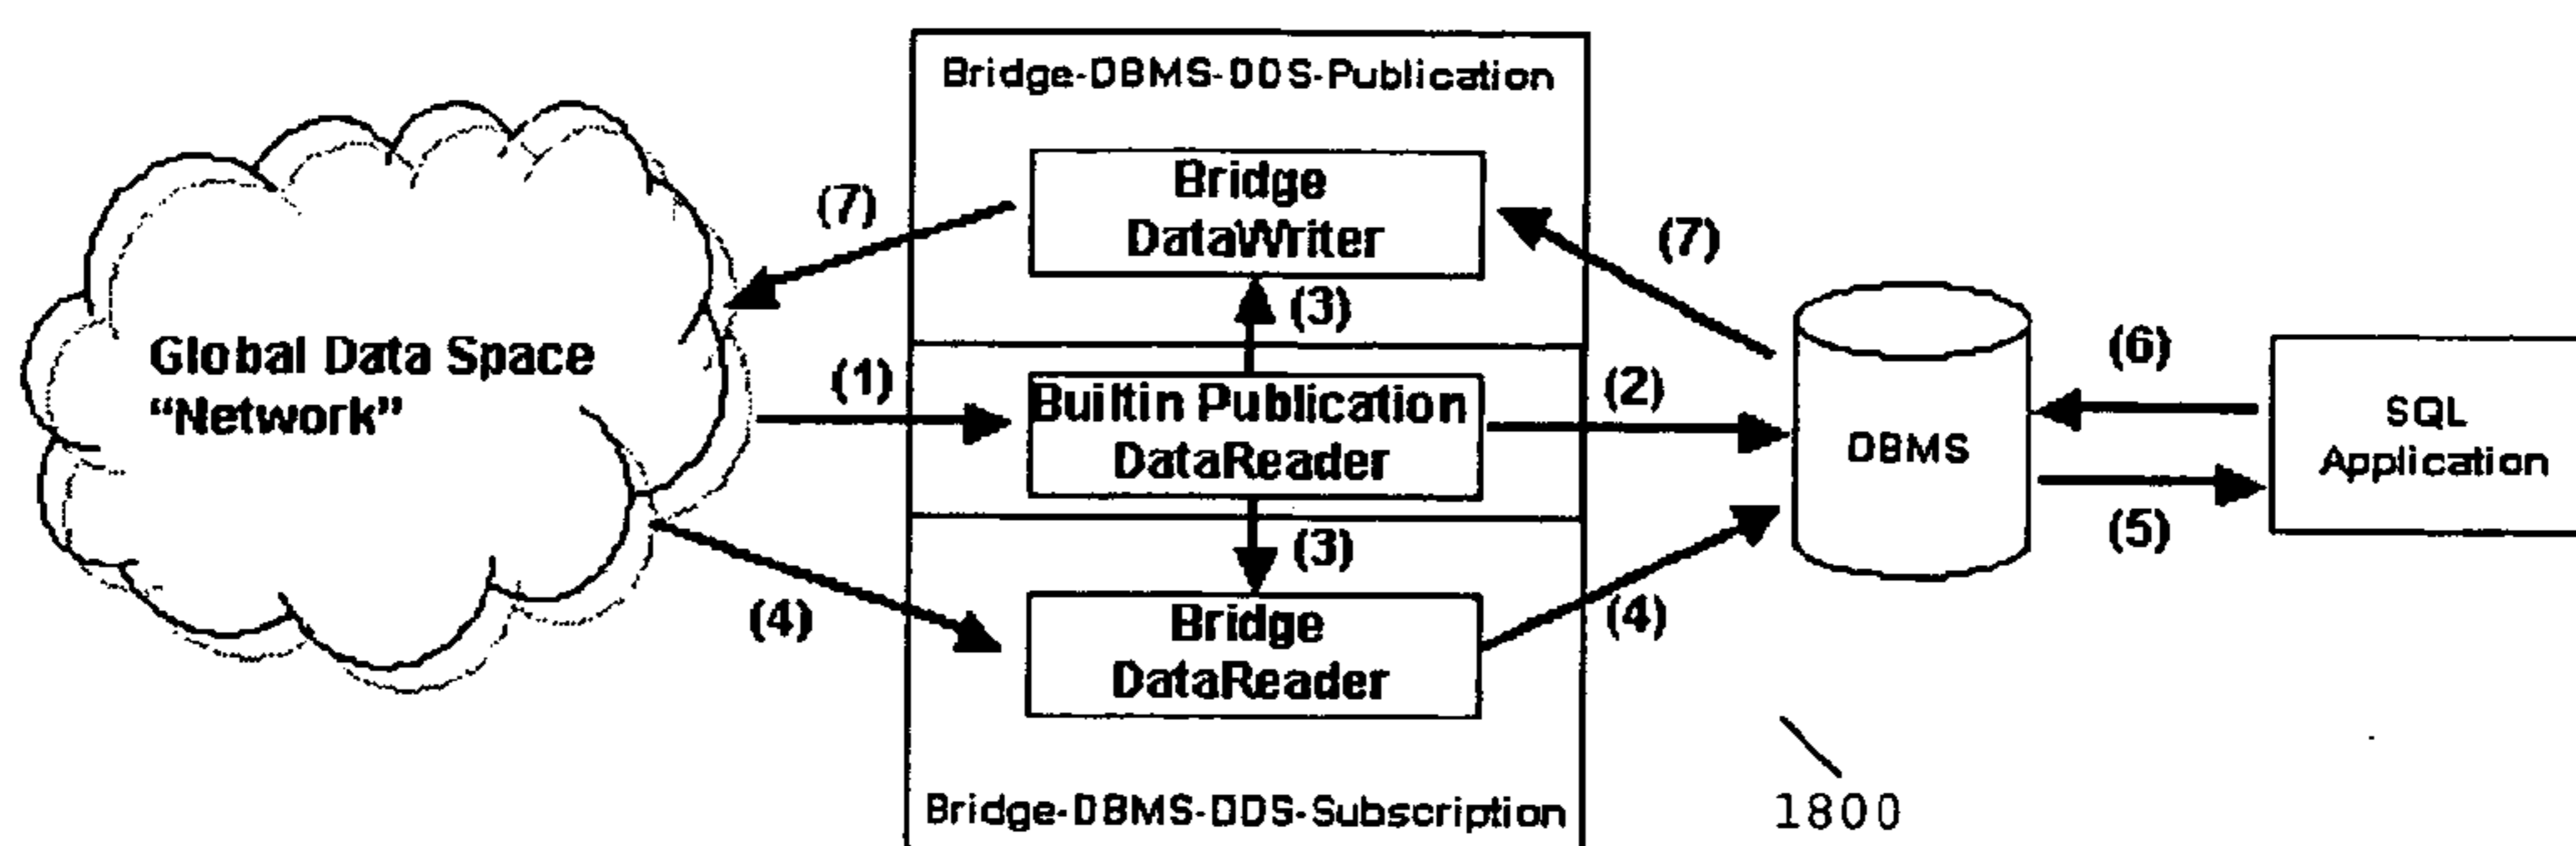 Bridge-DBMS-DDS-Publication
Bridge
DataWriter
(7)
(7)
(3)
Global Data Space
“Network”
(1)
Builtin Publication
DataReader
(2)
DBMS
(6)
SQL
Application
(5)
(3)
(4)
Bridge
DataReader
(4)
Bridge-DBMS-DDS-Subscription
1800